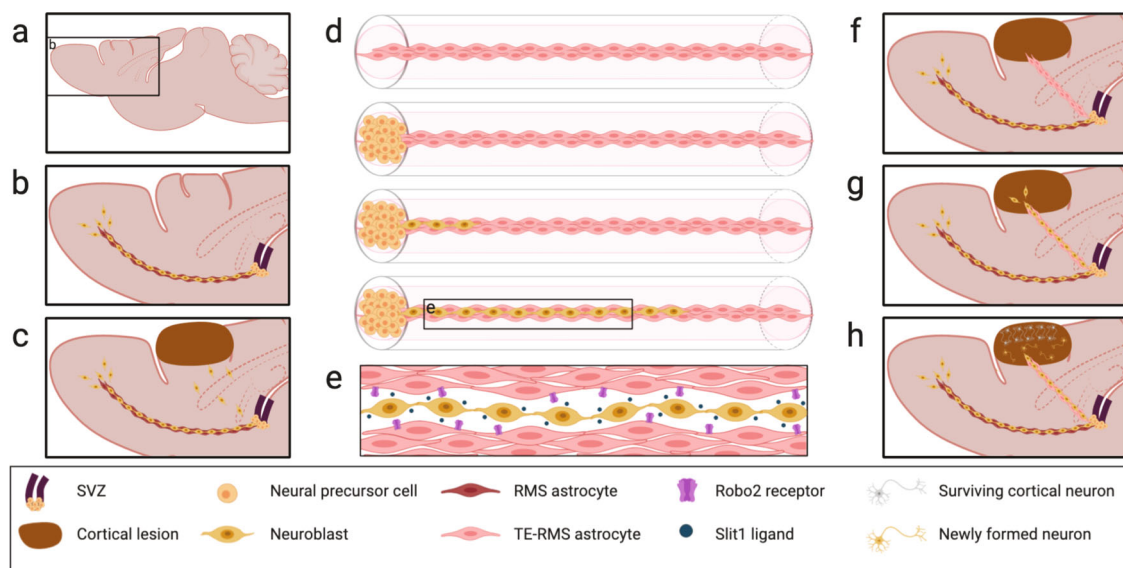 a
b
b
c
d
e
e
f
g
h
SVZ
Neural precursor cell
RMS astrocyte
Robo2 receptor
Surviving cortical neuron
Cortical lesion
Neuroblast
TE-RMS astrocyte
Slit1 ligand
Newly formed neuron